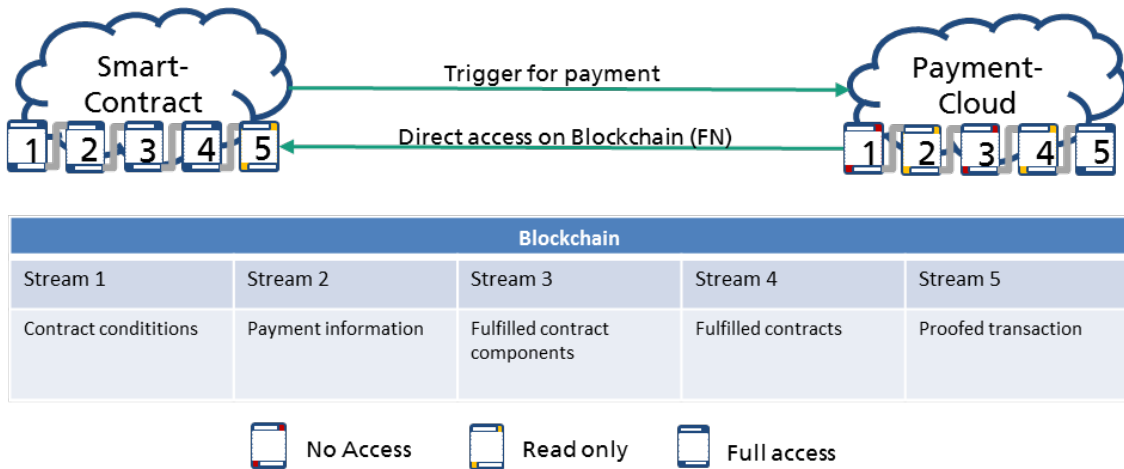 Smart-
Contract
Trigger for payment
Payment-
Cloud
1 2 3 4 5
Direct access on Blockchain (FN)
1 2 3 4 5
Blockchain
Stream 1 Stream 2 Stream 3 Stream 4 Stream 5
Contract condititions Payment information Fulfilled contract Fulfilled contracts Proofed transaction
components
No Access Read only Full access